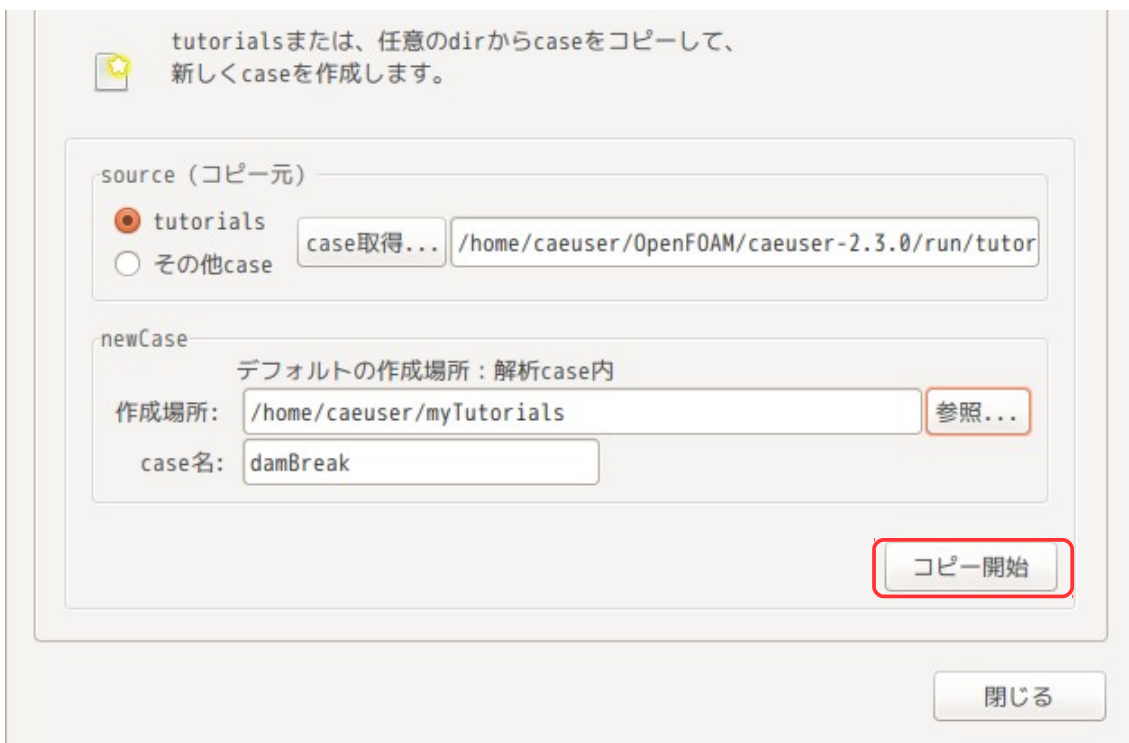 tutorialsまたは、任意のdirからcaseをコピーして、
新しくcaseを作成します。
source (コピー元)
tutorials
その他case
case取得...
/home/caeuser/OpenFOAM/caeuser-2.3.0/run/tutor
newCase
デフォルトの作成場所：解析case内
作成場所:
/home/caeuser/myTutorials
参照...
case名:
damBreak
コピー開始
閉じる